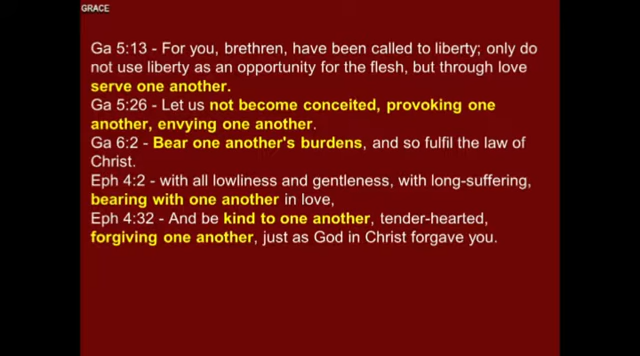 GRACE
Ga 5:13 - For you, brethren, have been called to liberty; only do
not use liberty as an opportunity for the flesh, but through love
serve one another.
Ga 5:26 - Let us not become conceited, provoking one
another, envying one another.
Ga 6:2 - Bear one another's burdens, and so fulfil the law of
Christ.
Eph 4:2 - with all lowliness and gentleness, with long-suffering,
bearing with one another in love,
Eph 4:32 - And be kind to one another, tender-hearted,
forgiving one another, just as God in Christ forgave you.